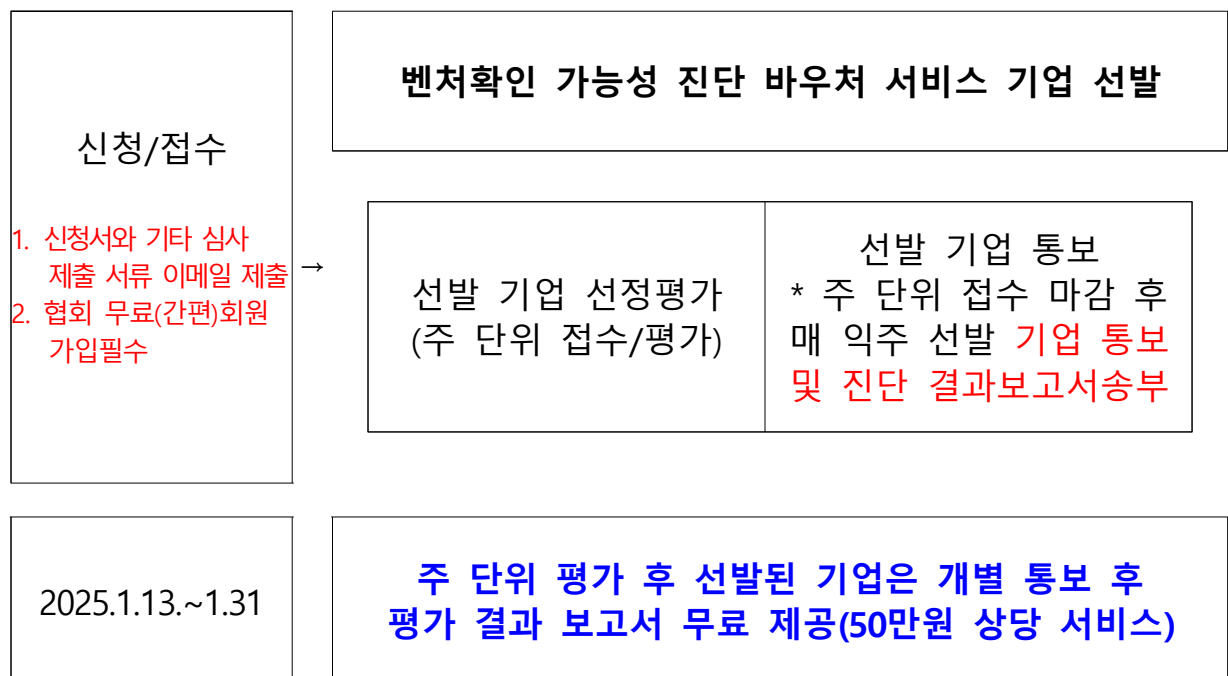 신청/접수
1. 신청서와 기타 심사
제출 서류 이메일 제출
2. 협회 무료(간편)회원
가입필수
→
벤처확인 가능성 진단 바우처 서비스 기업 선발
선발 기업 선정평가
(주 단위 접수/평가)
선발 기업 통보
* 주 단위 접수 마감 후
매 익주 선발 기업 통보
및 진단 결과보고서송부
2025.1.13.~1.31
주 단위 평가 후 선발된 기업은 개별 통보 후
평가 결과 보고서 무료 제공(50만원 상당 서비스)